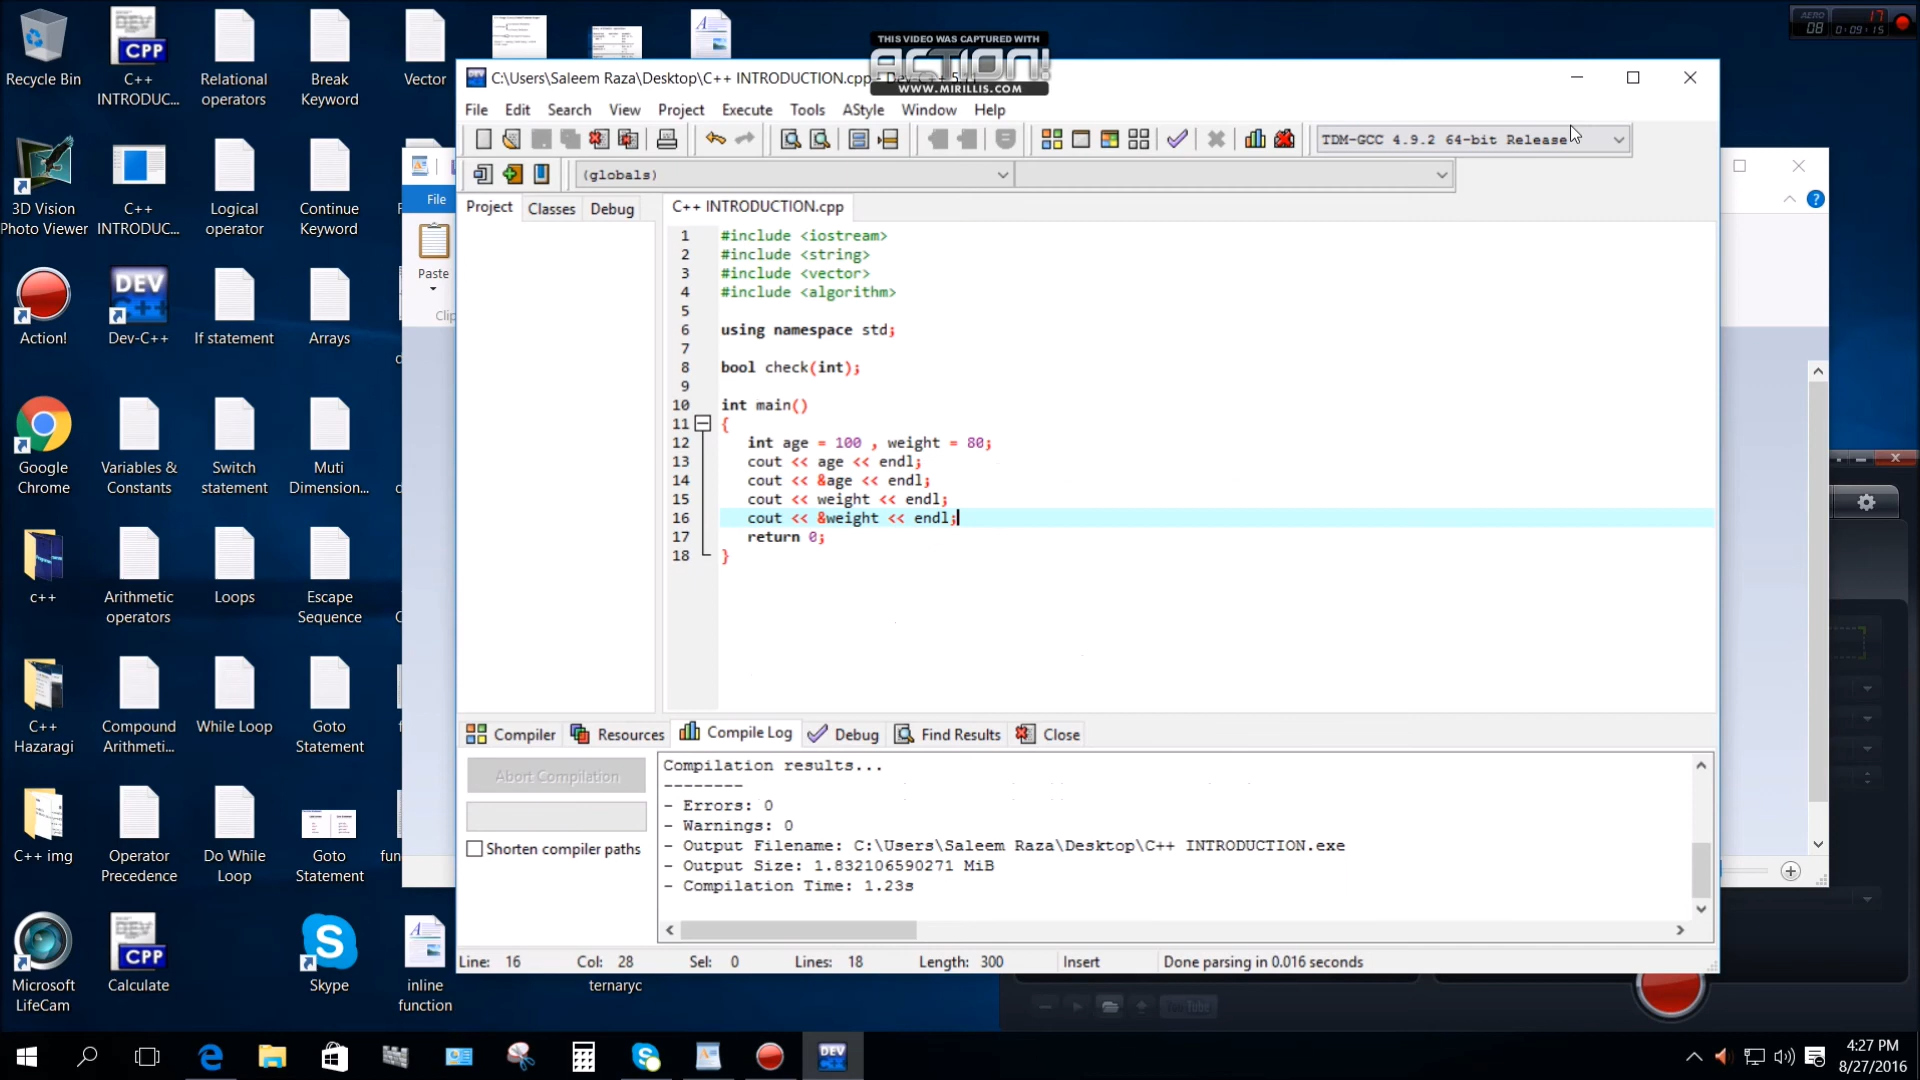 THIS VIDEO WAS CAPTURED WITH
ACTION!
WWW.MIRILLIS.COM
AERO
08
17
0:09:15
Recycle Bin
C++
INTRODUC...
Relational
operators
Break
Keyword
Vector
3D Vision
Photo Viewer
C++
INTRODUC...
Logical
operator
Continue
Keyword
Action!
Dev-C++
If statement
Arrays
Google
Chrome
Variables &
Constants
Switch
statement
Muti
Dimension...
c++
Arithmetic
operators
Loops
Escape
Sequence
C++
Hazaragi
Compound
Arithmeti...
While Loop
Goto
Statement
C++ img
Operator
Precedence
Do While
Loop
Goto
Statement
fun
Microsoft
LifeCam
Calculate
Skype
inline
function
ternaryc
File
Paste
Clip
C:\Users\Saleem Raza\Desktop\C++ INTRODUCTION.cpp - Dev-C++ 5.11
File Edit Search View Project Execute Tools AStyle Window Help
TDM-GCC 4.9.2 64-bit Release
(globals)
Project Classes Debug
C++ INTRODUCTION.cpp
1 #include <iostream>
2 #include <string>
3 #include <vector>
4 #include <algorithm>
5
6 using namespace std;
7
8 bool check(int);
9
10 int main()
11 {
12 int age = 100 , weight = 80;
13 cout << age << endl;
14 cout << &age << endl;
15 cout << weight << endl;
16 cout << &weight << endl;
17 return 0;
18 }
Compiler Resources Compile Log Debug Find Results Close
Abort Compilation
Shorten compiler paths
Compilation results...
--------
- Errors: 0
- Warnings: 0
- Output Filename: C:\Users\Saleem Raza\Desktop\C++ INTRODUCTION.exe
- Output Size: 1.832106590271 MiB
- Compilation Time: 1.23s
Line: 16 Col: 28 Sel: 0 Lines: 18 Length: 300 Insert Done parsing in 0.016 seconds
YouTube
4:27 PM
8/27/2016